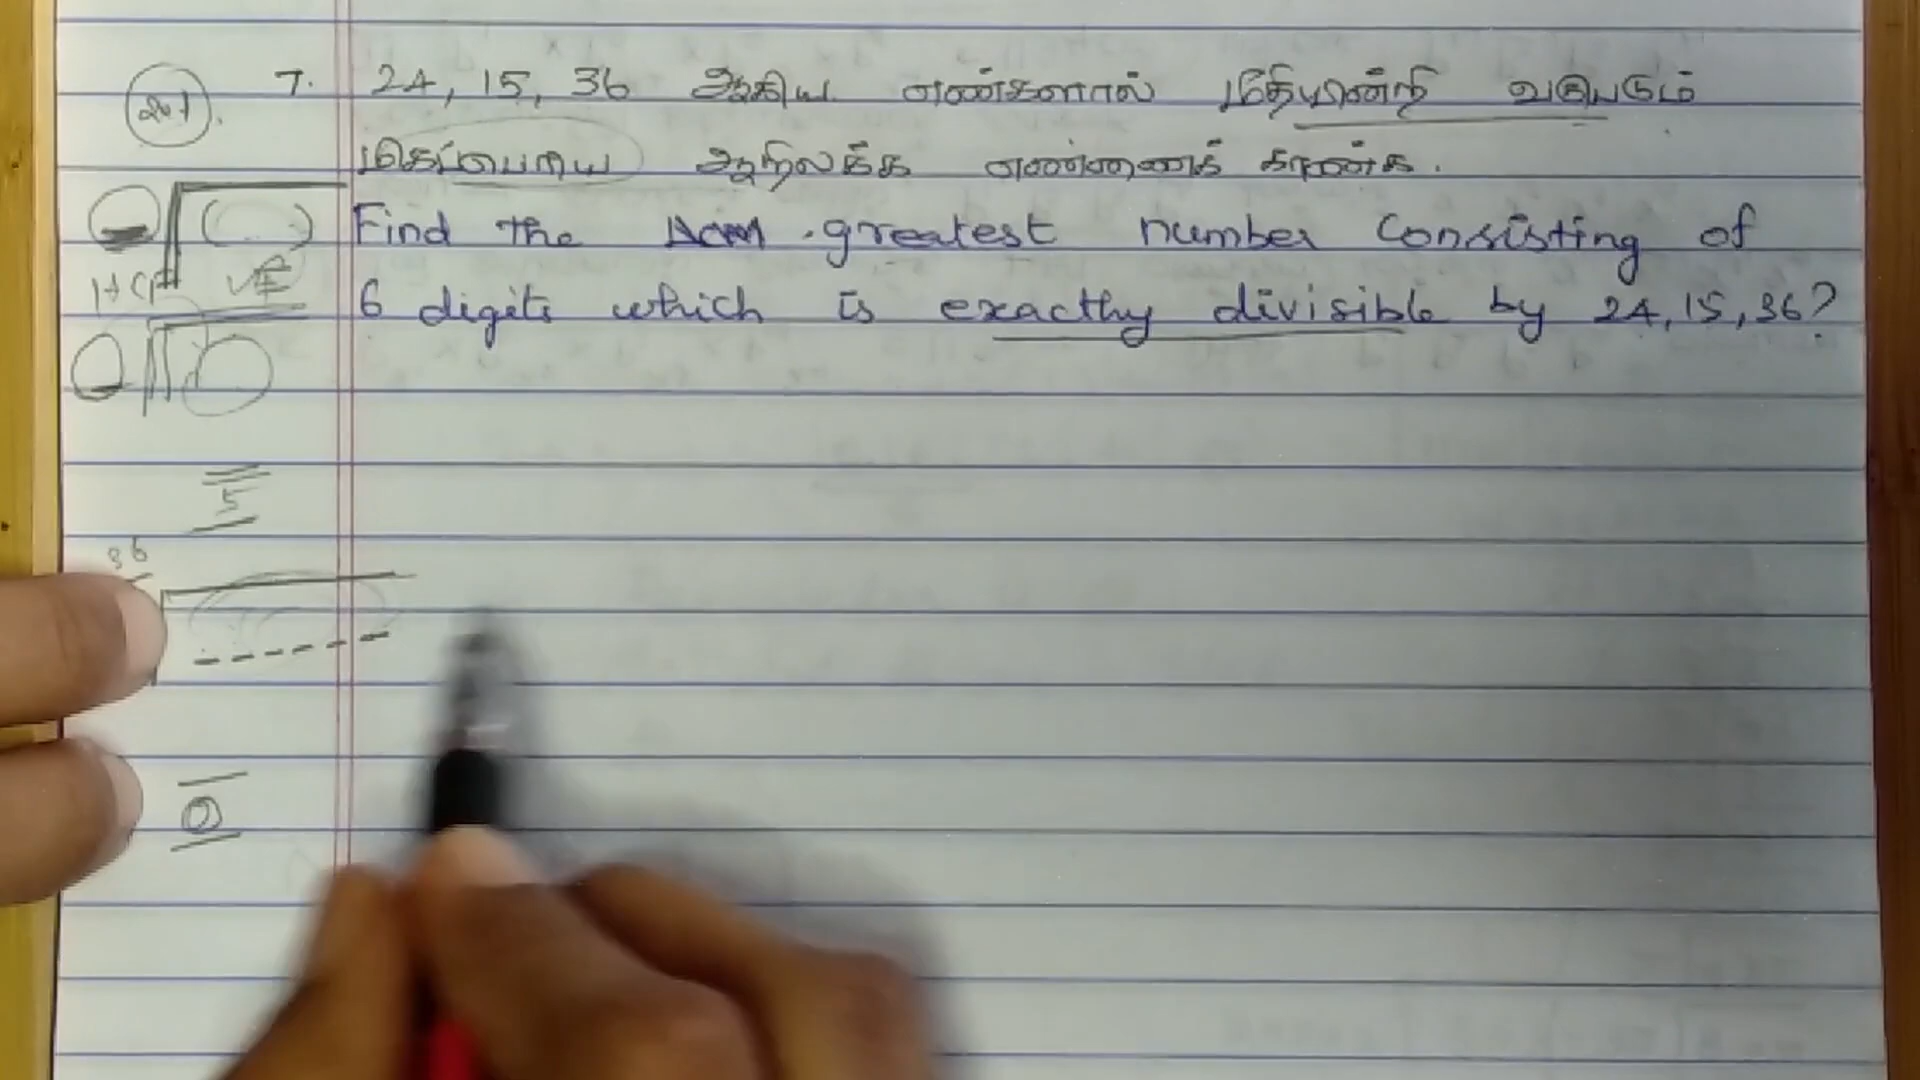 7. 24, 15, 36 ஆகிய எண்களால் மீதியின்றி வகுபடும்
மிகப்பெரிய ஆறிலக்க எண்ணைக் காண்க.
Find the greatest number consisting of
6 digits which is exactly divisible by 24, 15, 36?
HCF
5
36
0